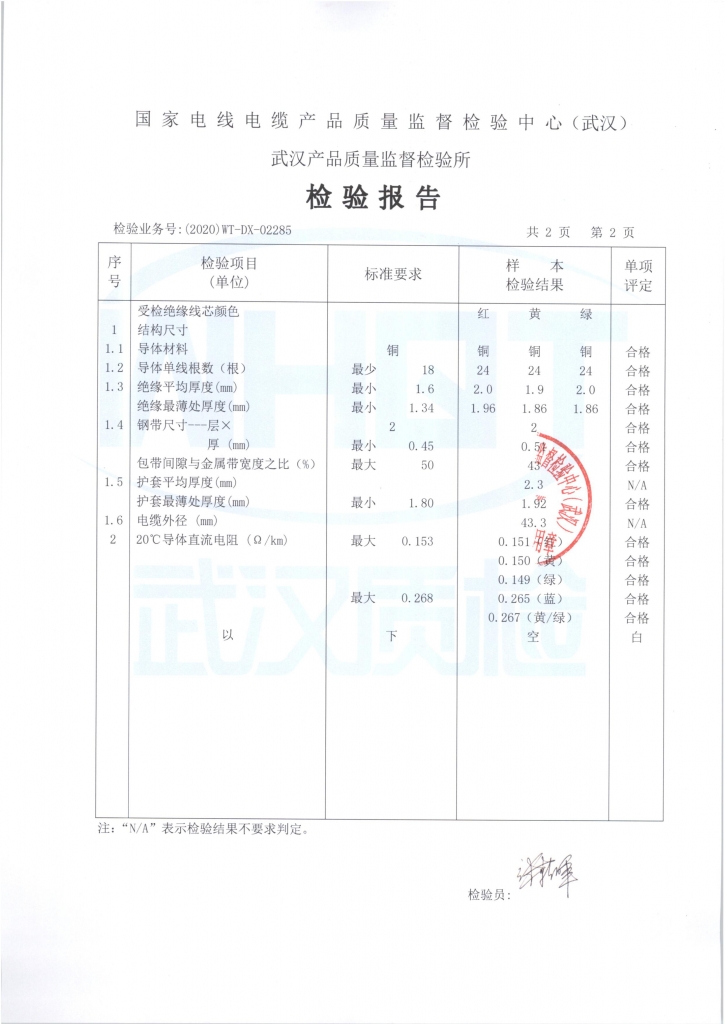 国家电线电缆产品质量监督检验中心(武汉)
武汉产品质量监督检验所
检验报告
检验业务号:(2020)WT-DX-02285 共 2 页 第 2 页
序号 检验项目(单位) 标准要求 样本检验结果 单项评定
受检绝缘线芯颜色 红 黄 绿
1 结构尺寸
1.1 导体材料 铜 铜 铜 铜 合格
1.2 导体单线根数(根) 最少 18 24 24 24 合格
1.3 绝缘平均厚度(mm) 最小 1.6 2.0 1.9 2.0 合格
绝缘最薄处厚度(mm) 最小 1.34 1.96 1.86 1.86 合格
1.4 钢带尺寸---层× 2 2 合格
厚 (mm) 最小 0.45 0.51 合格
包带间隙与金属带宽度之比(%) 最大 50 43 合格
1.5 护套平均厚度(mm) 2.3 N/A
护套最薄处厚度(mm) 最小 1.80 1.92 合格
1.6 电缆外径 (mm) 43.3 N/A
2 20℃导体直流电阻 (Ω/km) 最大 0.153 0.151(红) 合格
0.150(黄) 合格
0.149(绿) 合格
最大 0.268 0.265(蓝) 合格
0.267(黄/绿) 合格
以 下 空 白
WHQT
武汉质检
注: “N/A”表示检验结果不要求判定。
检验员: